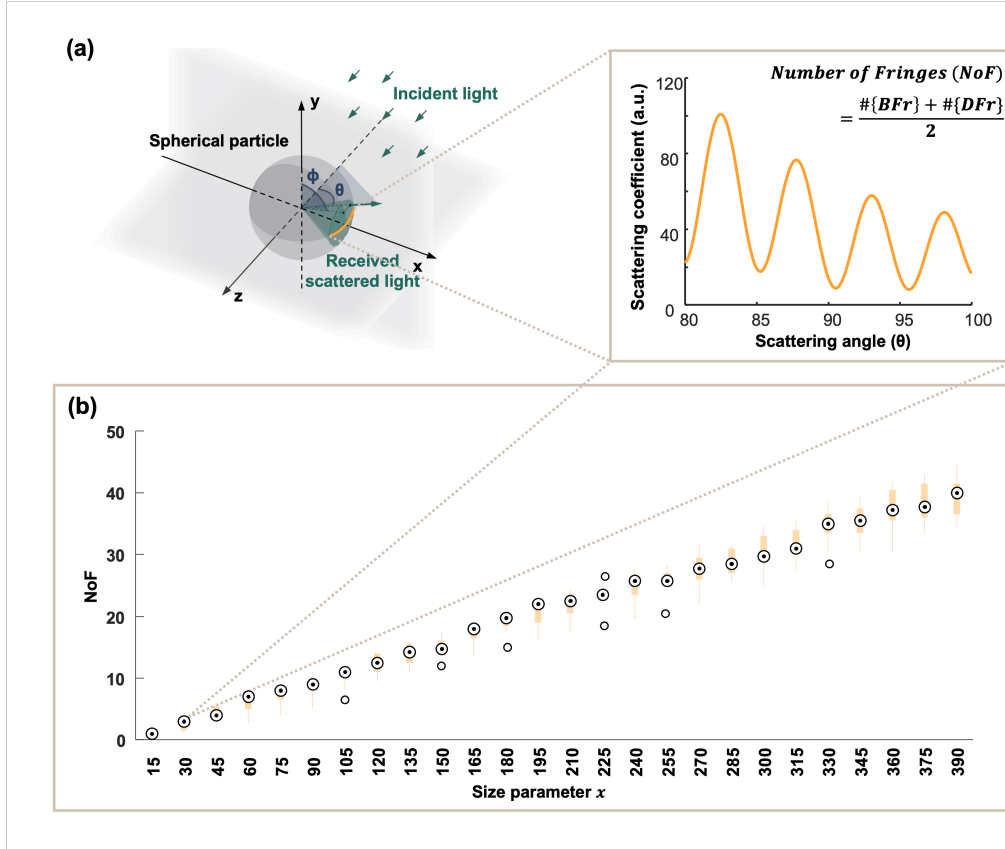 (a)
y
Incident light
Spherical particle
ϕ
θ
x
Received
scattered light
z
Number of Fringes (NoF)
= #{BFr} + #{DFr}
2
Scattering coefficient (a.u.)
120
80
40
0
80 85 90 95 100
Scattering angle (θ)
(b)
NoF
50
40
30
20
10
0
15 30 45 60 75 90 105 120 135 150 165 180 195 210 225 240 255 270 285 300 315 330 345 360 375 390
Size parameter x